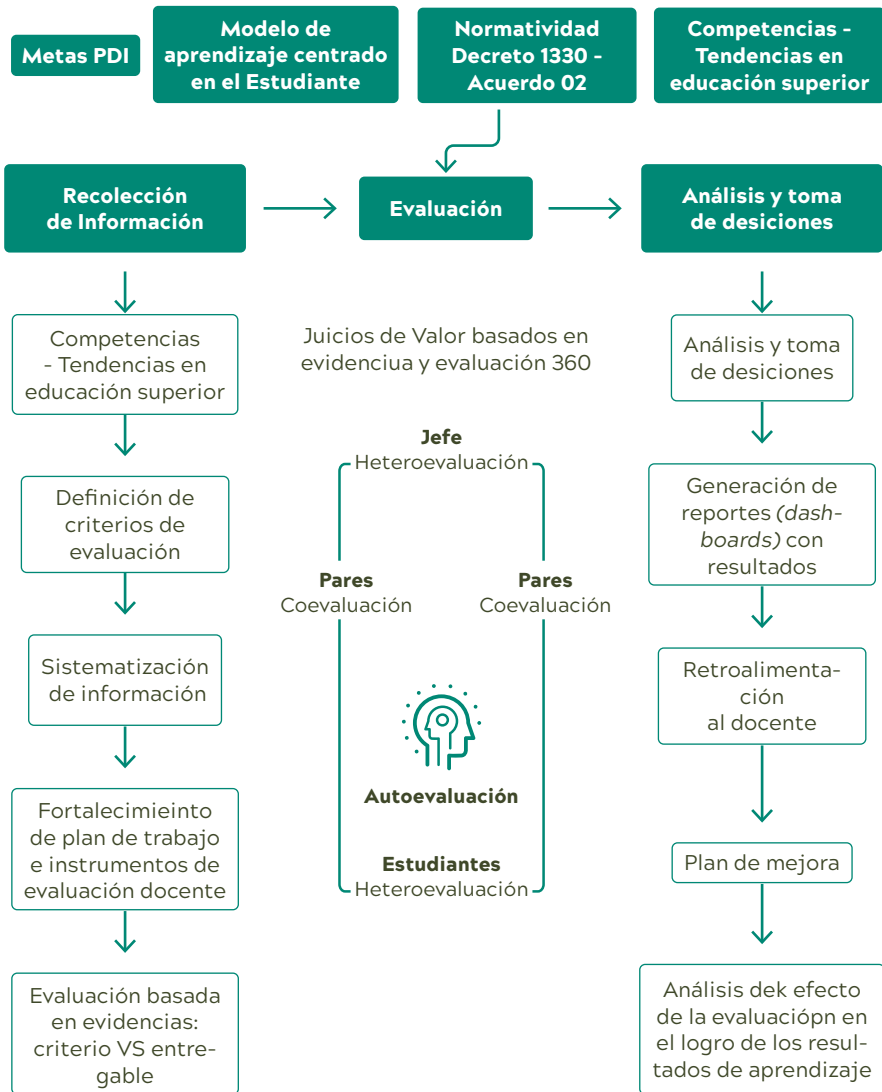 Metas PDI
Modelo de
aprendizaje centrado
en el Estudiante
Normatividad
Decreto 1330 -
Acuerdo 02
Competencias -
Tendencias en
educación superior
Recolección
de Información
Evaluación
Análisis y toma
de desiciones
Competencias
- Tendencias en
educación superior
Definición de
criterios de
evaluación
Sistematización
de información
Fortalecimieinto
de plan de trabajo
e instrumentos de
evaluación docente
Evaluación basada
en evidencias:
criterio VS entre-
gable
Juicios de Valor basados en
evidenciua y evaluación 360
Jefe
Heteroevaluación
Pares
Coevaluación
Pares
Coevaluación
Autoevaluación
Estudiantes
Heteroevaluación
Análisis y toma
de desiciones
Generación de
reportes (dash-
boards) con
resultados
Retroalimenta-
ción
al docente
Plan de mejora
Análisis dek efecto
de la evaluaciópn en
el logro de los resul-
tados de aprendizaje